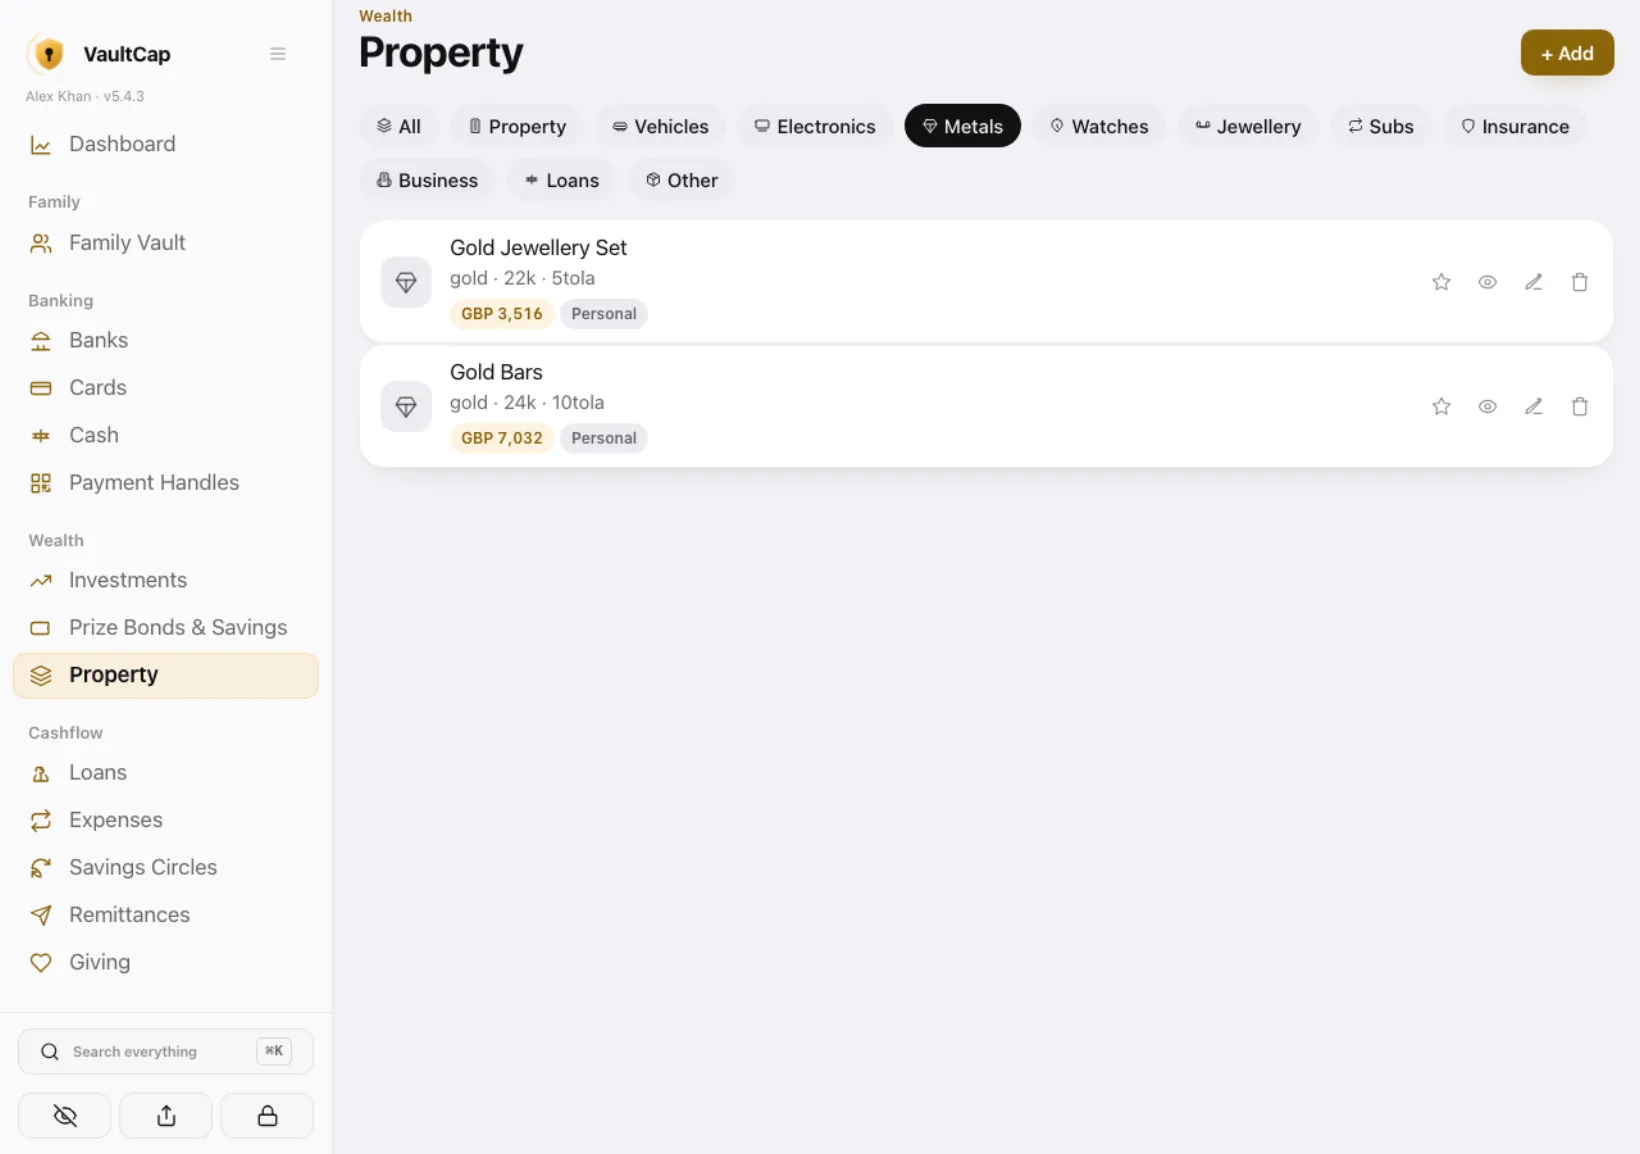 VaultCap
Alex Khan · v5.4.3
Dashboard
Family
Family Vault
Banking
Banks
Cards
Cash
Payment Handles
Wealth
Investments
Prize Bonds & Savings
Property
Cashflow
Loans
Expenses
Savings Circles
Remittances
Giving
Search everything ⌘K
Wealth
Property
+ Add
All Property Vehicles Electronics Metals Watches Jewellery Subs Insurance
Business Loans Other
Gold Jewellery Set
gold · 22k · 5tola
GBP 3,516 Personal
Gold Bars
gold · 24k · 10tola
GBP 7,032 Personal